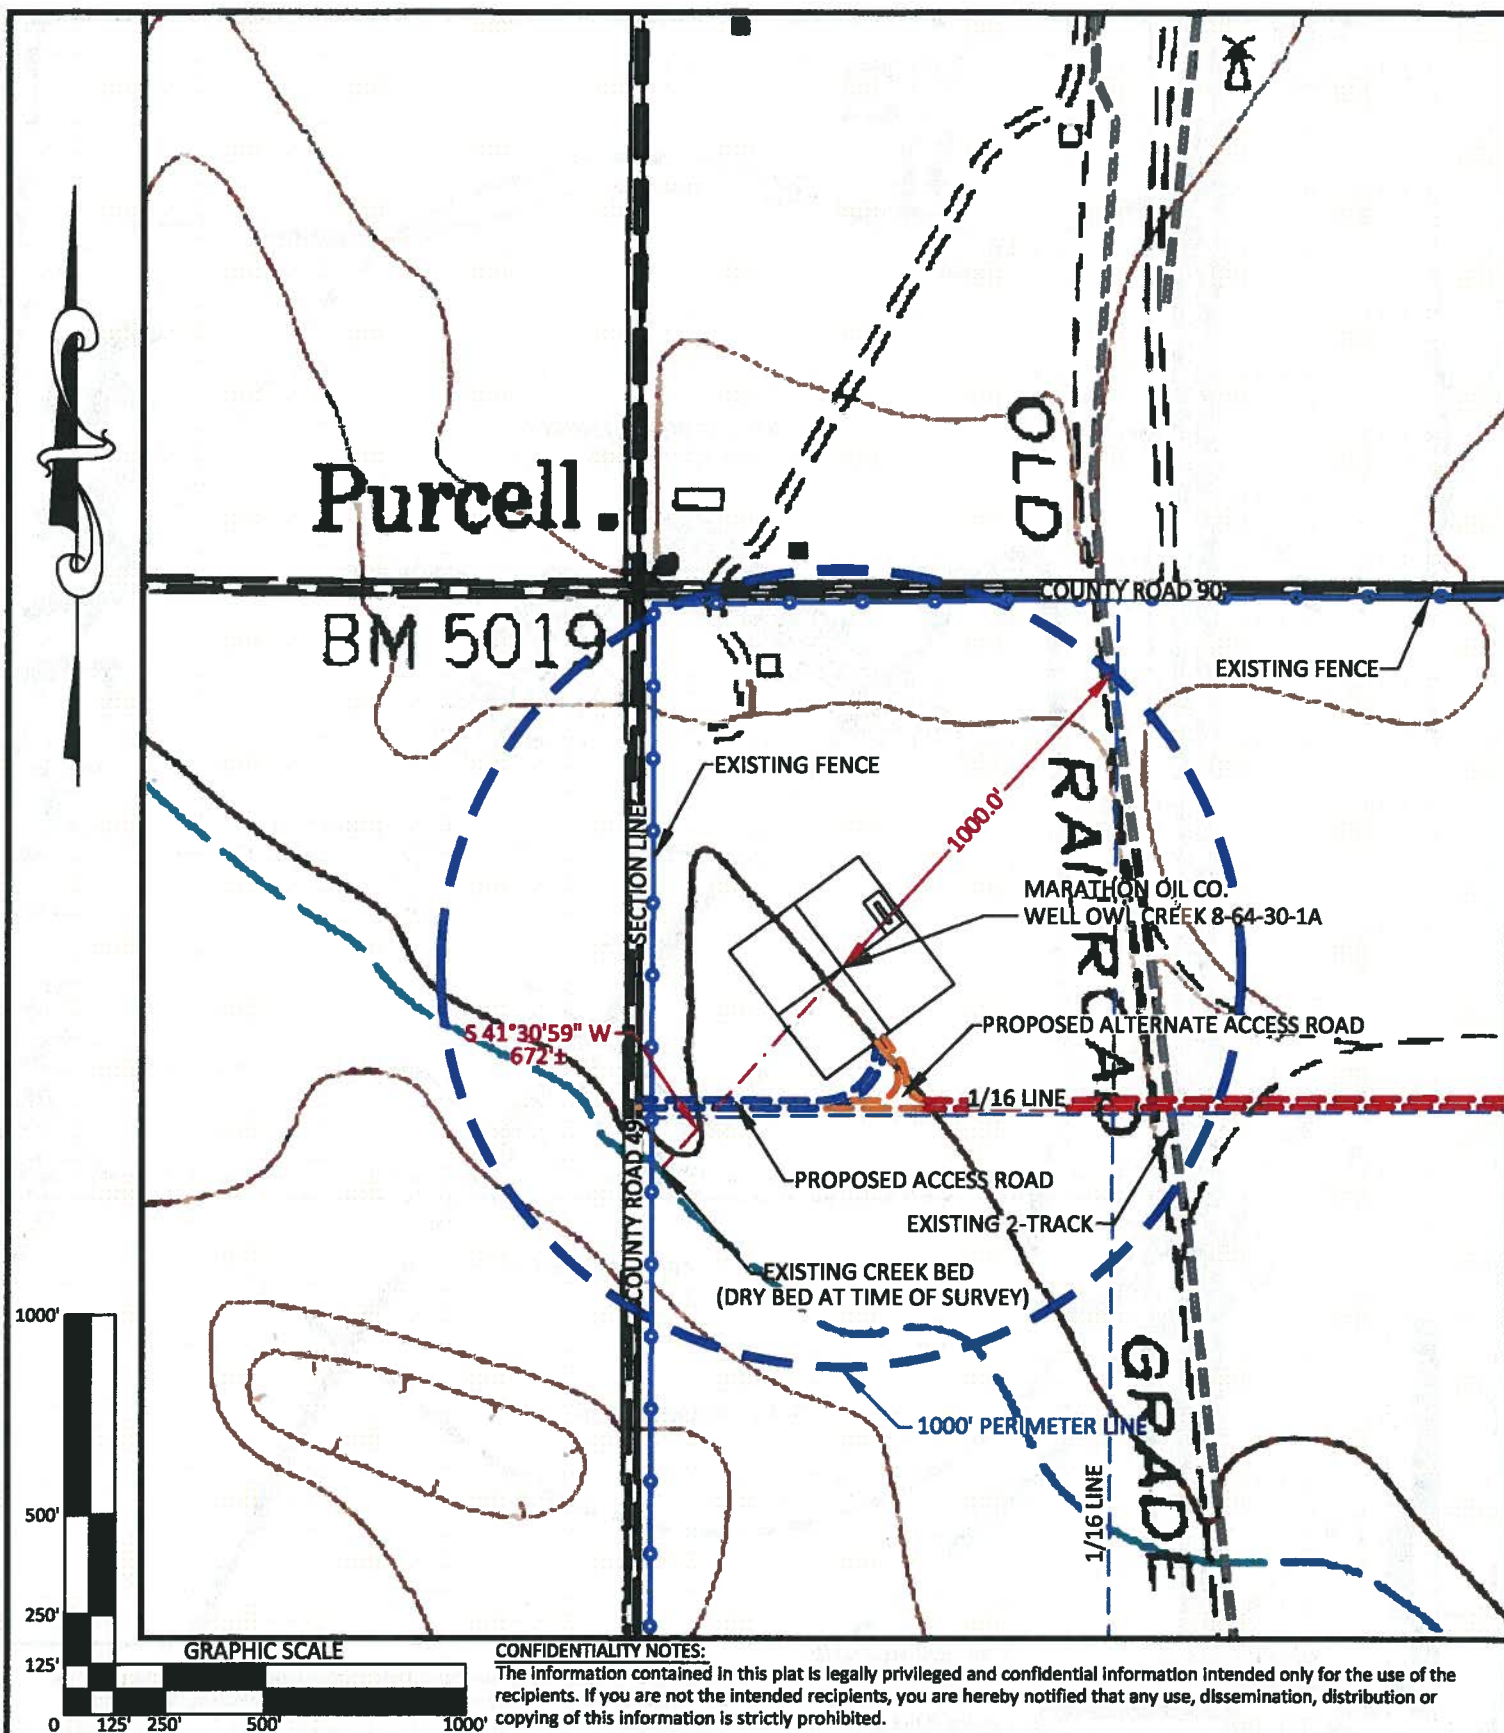 OLD
Purcell
COUNTY ROAD 90
BM 5019
EXISTING FENCE
EXISTING FENCE
SECTION LINE
1000.0'
RAILROAD
MARATHON OIL CO.
WELL OWL CREEK 8-64-30-1A
S 41°30'59" W
672'±
PROPOSED ALTERNATE ACCESS ROAD
1/16 LINE
COUNTY ROAD 49
PROPOSED ACCESS ROAD
EXISTING 2-TRACK
EXISTING CREEK BED
(DRY BED AT TIME OF SURVEY)
GRADE
1000' PERIMETER LINE
1/16 LINE
1000'
500'
250'
125'
GRAPHIC SCALE
0 125' 250' 500' 1000'
CONFIDENTIALITY NOTES:
The information contained in this plat is legally privileged and confidential information intended only for the use of the
recipients. If you are not the intended recipients, you are hereby notified that any use, dissemination, distribution or
copying of this information is strictly prohibited.